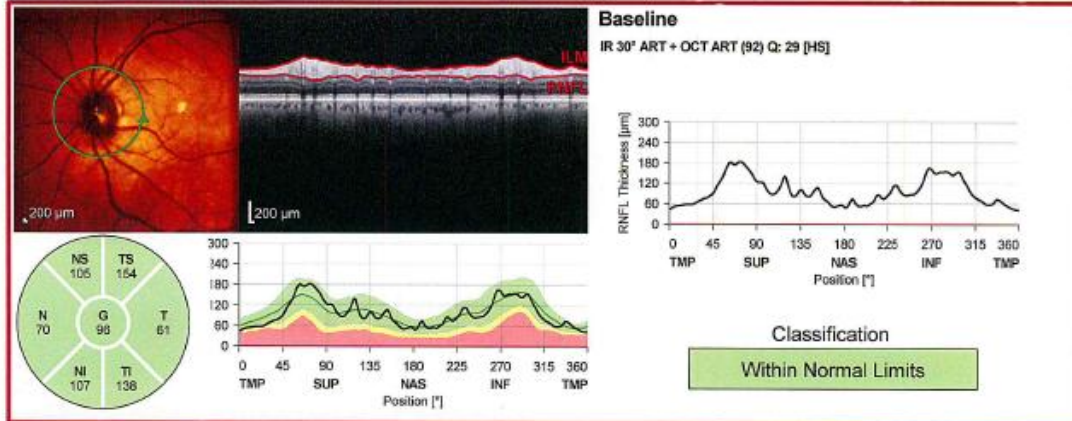 Baseline
IR 30° ART + OCT ART (92) Q: 29 [HS]
ILM
RNFL
200 µm
200 µm
RNFL Thickness [µm]
300
240
180
120
60
0
0 45 90 135 180 225 270 315 360
TMP SUP NAS INF TMP
Position [°]
NS
105
TS
154
N
70
G
96
T
61
NI
107
TI
138
300
240
180
120
60
0
0 45 90 135 180 225 270 315 360
TMP SUP NAS INF TMP
Position [°]
Classification
Within Normal Limits